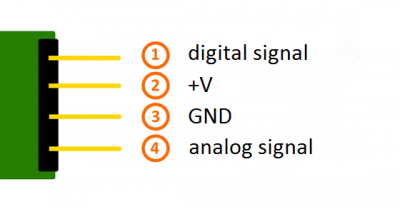 1 digital signal
2 +V
3 GND
4 analog signal